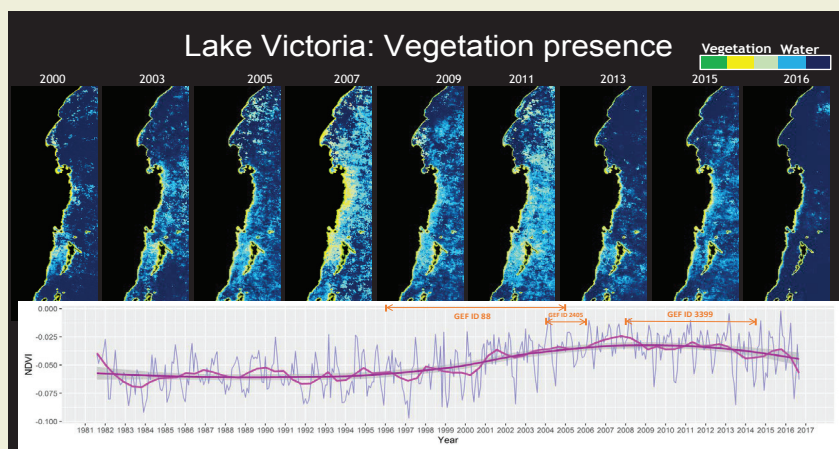 Lake Victoria: Vegetation presence
Vegetation Water
2000 2003 2005 2007 2009 2011 2013 2015 2016
GEF ID 88
GEF ID 2405
GEF ID 3399
0.000
-0.025
-0.050
-0.075
-0.100
NDVI
1981 1982 1983 1984 1985 1986 1987 1988 1989 1990 1991 1992 1993 1994 1995 1996 1997 1998 1999 2000 2001 2002 2003 2004 2005 2006 2007 2008 2009 2010 2011 2012 2013 2014 2015 2016 2017
Year